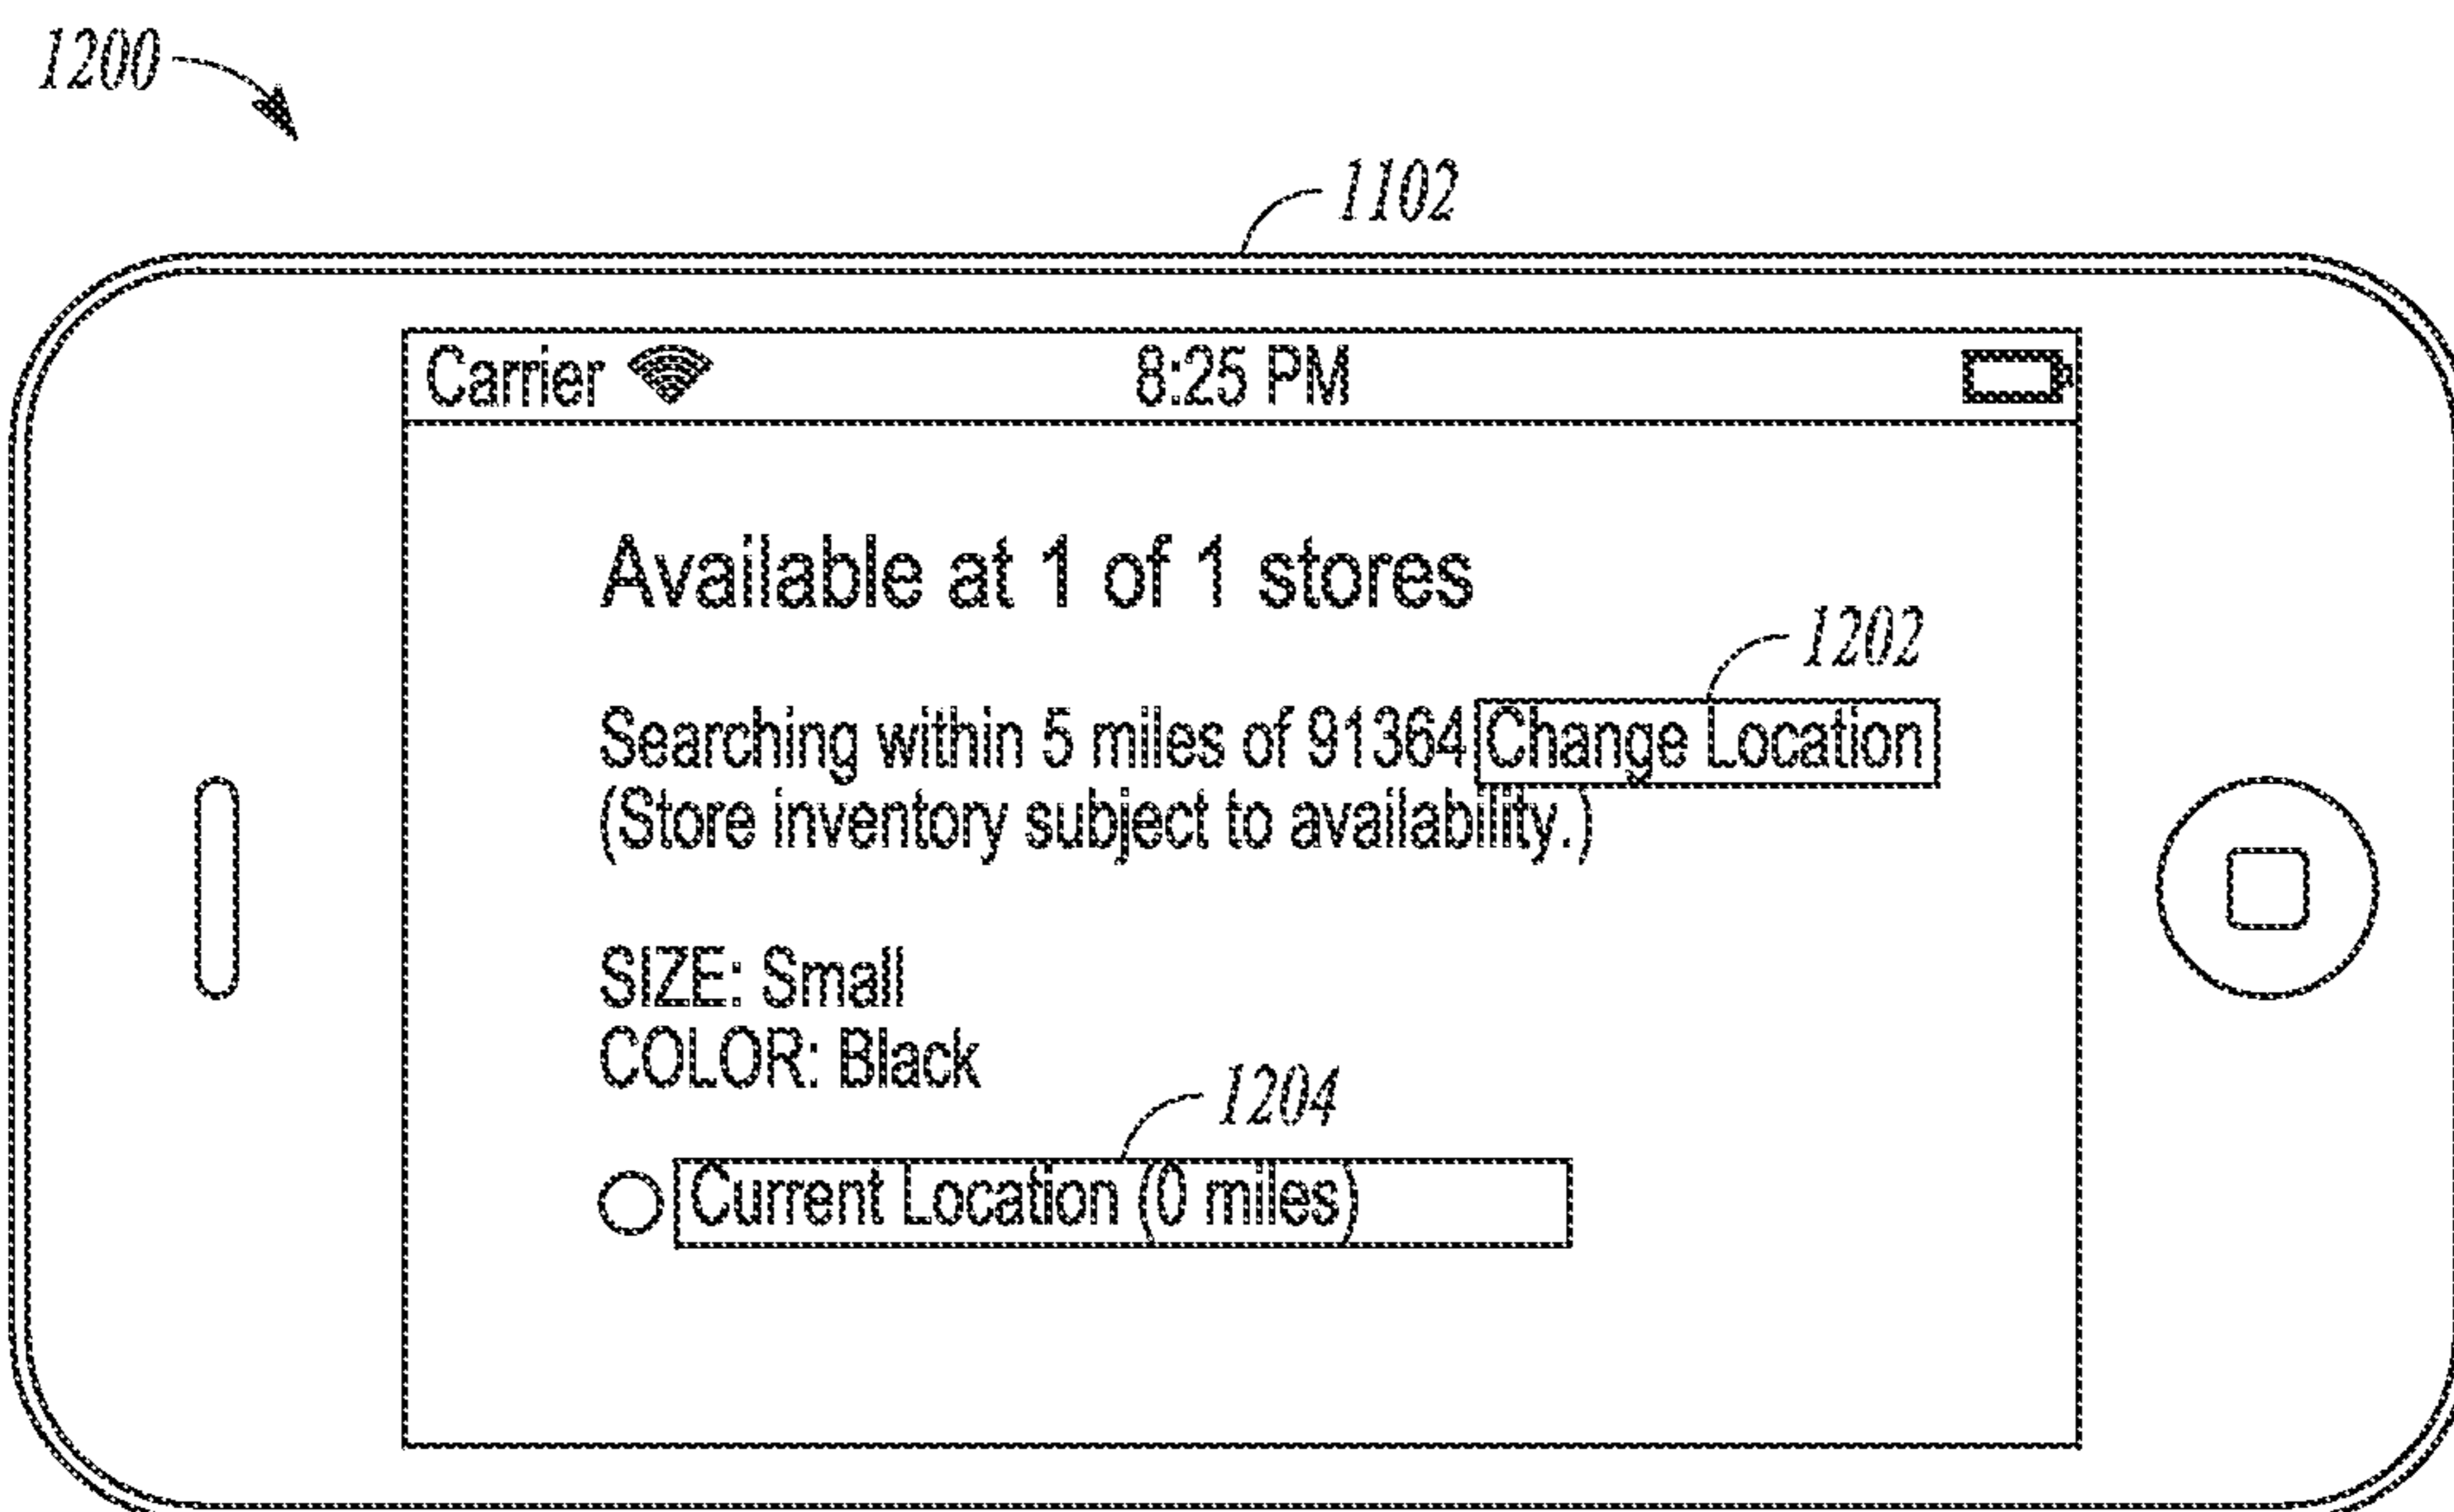 1200
1102
Carrier 8:25 PM
Available at 1 of 1 stores
1202
Searching within 5 miles of 91364 Change Location
(Store inventory subject to availability.)
SIZE: Small
COLOR: Black
1204
Current Location (0 miles)